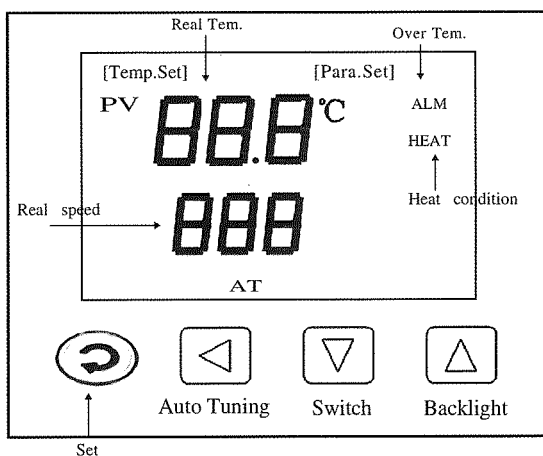 Real Tem.
Over Tem.
[Temp.Set] [Para.Set]
PV 88.8 °C ALM
HEAT
Real speed 888 Heat condition
AT
Auto Tuning Switch Backlight
Set